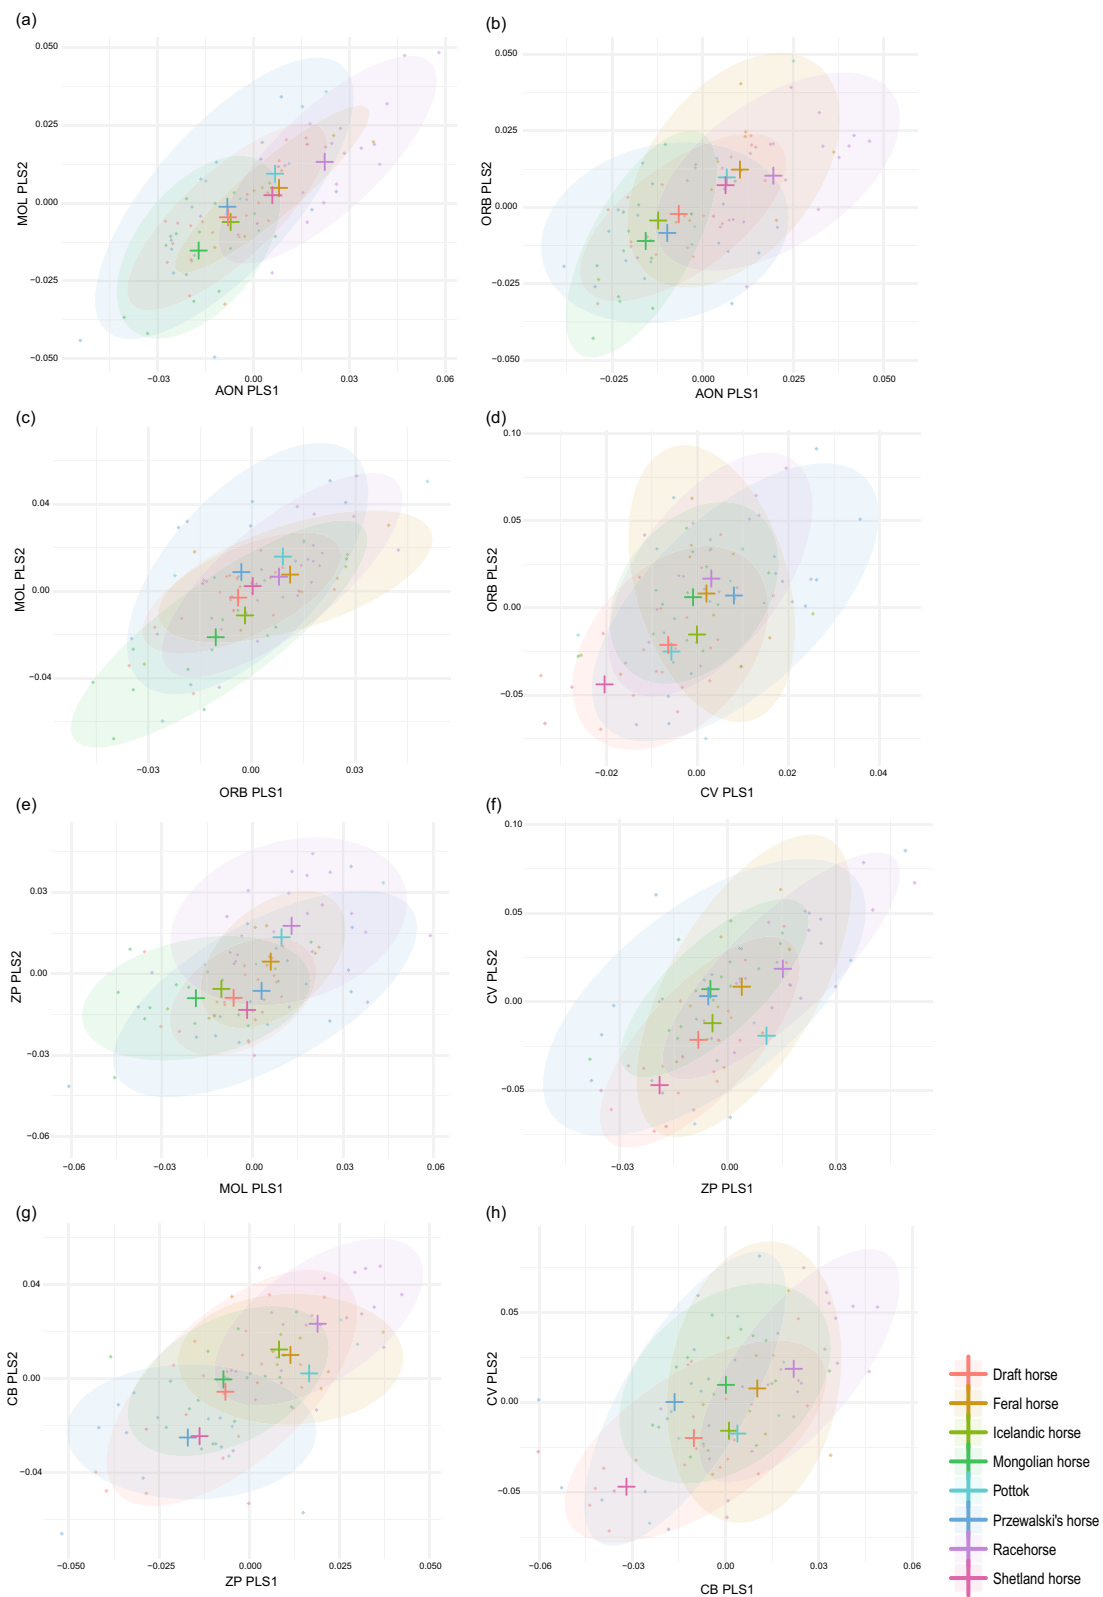 (a)
0.050
0.025
0.000
−0.025
−0.050
MOL PLS2
−0.03
0.00
0.03
0.06
AON PLS1
(b)
0.050
0.025
0.000
−0.025
−0.050
ORB PLS2
−0.025
0.000
0.025
0.050
AON PLS1
(c)
0.04
0.00
−0.04
MOL PLS2
−0.03
0.00
0.03
ORB PLS1
(d)
0.10
0.05
0.00
−0.05
ORB PLS2
−0.02
0.00
0.02
0.04
CV PLS1
(e)
0.03
0.00
−0.03
−0.06
ZP PLS2
−0.06
−0.03
0.00
0.03
0.06
MOL PLS1
(f)
0.10
0.05
0.00
−0.05
CV PLS2
−0.03
0.00
0.03
ZP PLS1
(g)
0.04
0.00
−0.04
CB PLS2
−0.050
−0.025
0.000
0.025
0.050
ZP PLS1
(h)
0.05
0.00
−0.05
CV PLS2
−0.06
−0.03
0.00
0.03
0.06
CB PLS1
Draft horse
Feral horse
Icelandic horse
Mongolian horse
Pottok
Przewalski's horse
Racehorse
Shetland horse